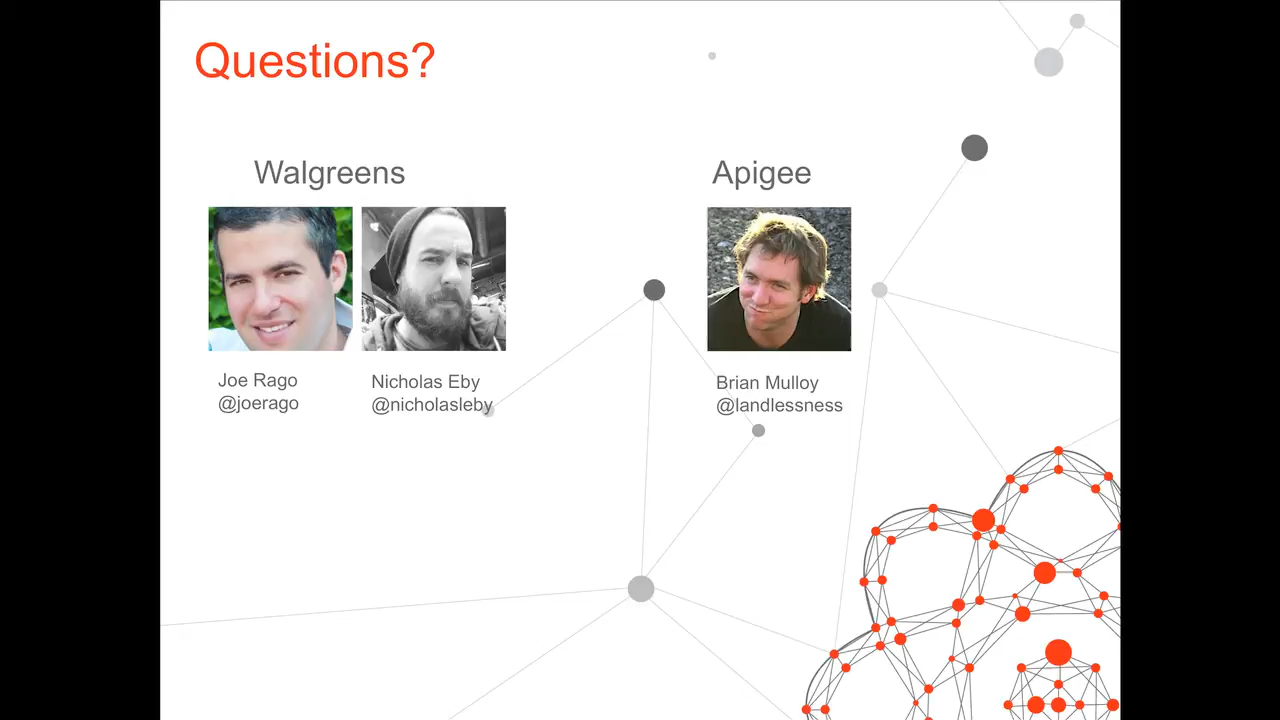 Questions?
Walgreens
Apigee
Joe Rago
@joerago
Nicholas Eby
@nicholasleby
Brian Mulloy
@landlessness